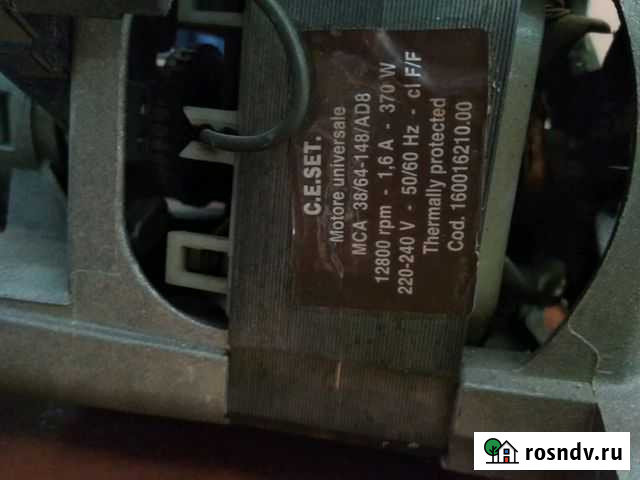 C.E.SET.
Motore universale
MCA 38/64-148/AD8
12800 rpm - 1,6 A - 370 W
220-240 V - 50/60 Hz - cl F/F
Thermally protected
Cod. 160016210.00
rosndv.ru